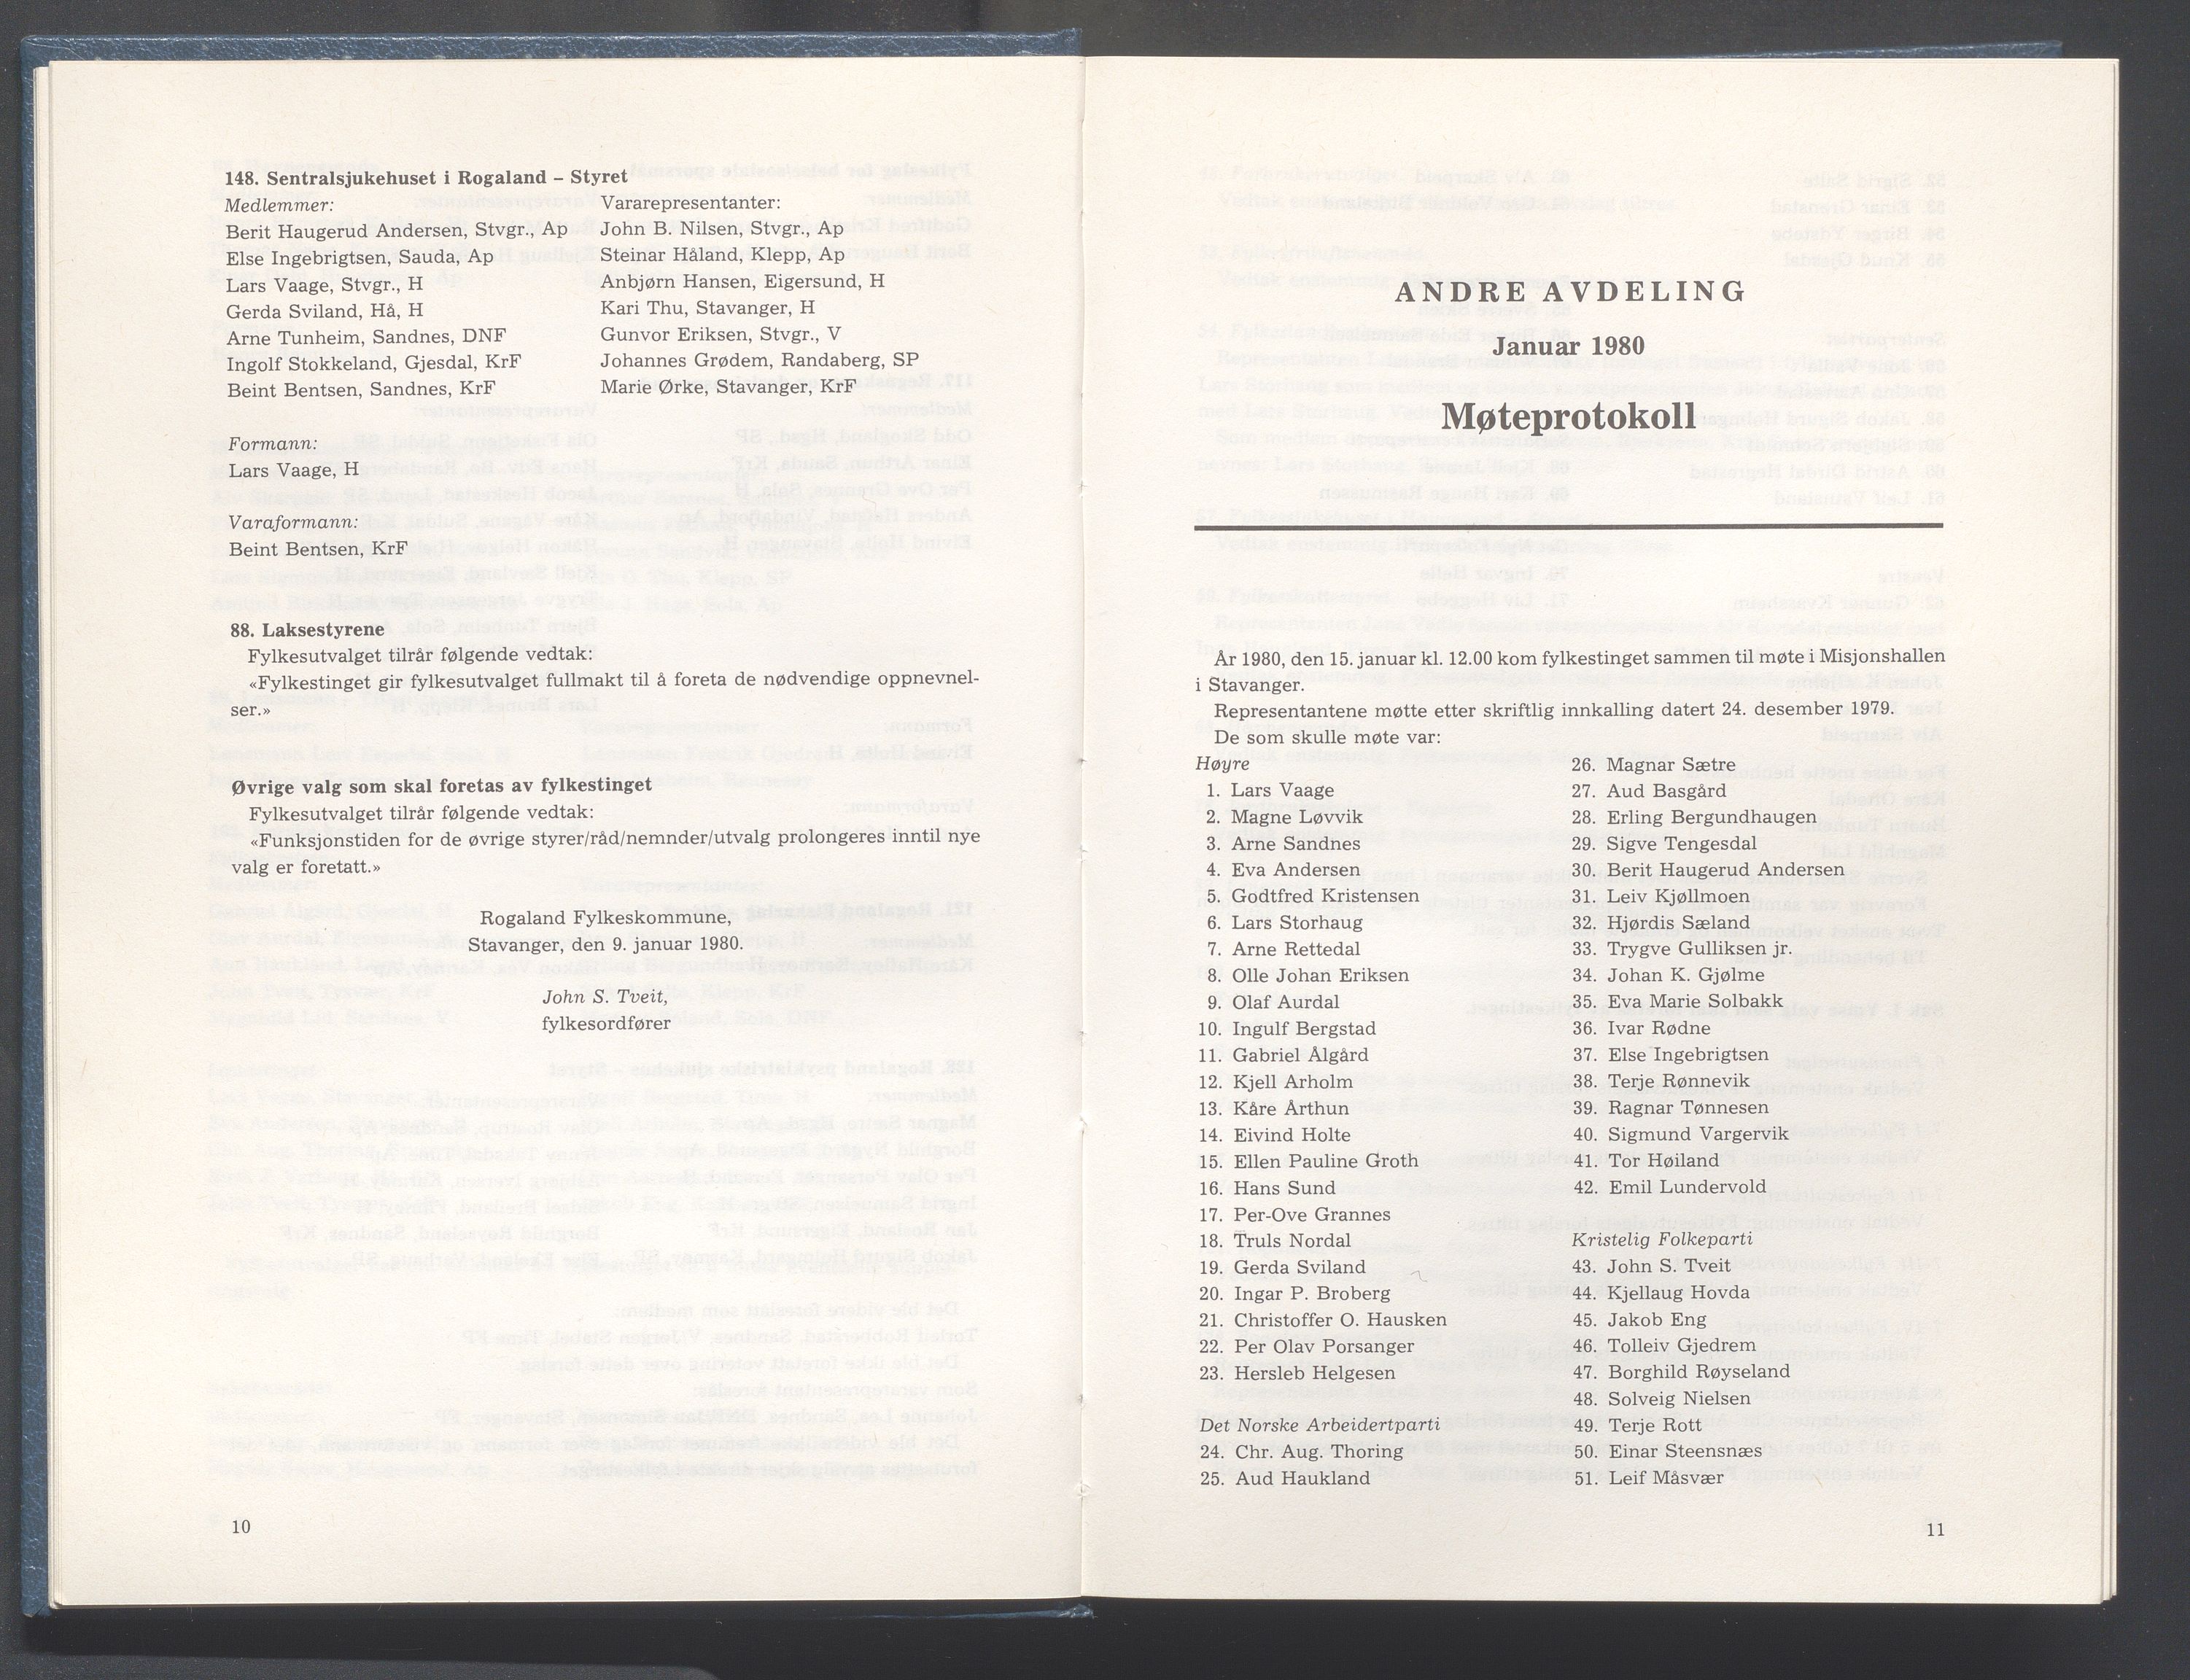 148. Sentralsjukehuset i Rogaland – Styret
Medlemmer:
Berit Haugerud Andersen, Stvgr., Ap
Else Ingebrigtsen, Sauda, Ap
Lars Vaage, Stvgr., H
Gerda Sviland, Hå, H
Arne Tunheim, Sandnes, DNF
Ingolf Stokkeland, Gjesdal, KrF
Beint Bentsen, Sandnes, KrF
Vararepresentanter:
John B. Nilsen, Stvgr., Ap
Steinar Håland, Klepp, Ap
Anbjørn Hansen, Eigersund, H
Kari Thu, Stavanger, H
Gunvor Eriksen, Stvgr., V
Johannes Grødem, Randaberg, SP
Marie Ørke, Stavanger, KrF
Formann:
Lars Vaage, H
Varaformann:
Beint Bentsen, KrF
88. Laksestyrene
Fylkesutvalget tilrår følgende vedtak:
«Fylkestinget gir fylkesutvalget fullmakt til å foreta de nødvendige oppnevnel-
ser.»
Øvrige valg som skal foretas av fylkestinget
Fylkesutvalget tilrår følgende vedtak:
«Funksjonstiden for de øvrige styrer/råd/nemnder/utvalg prolongeres inntil nye
valg er foretatt.»
Rogaland Fylkeskommune,
Stavanger, den 9. januar 1980.
John S. Tveit,
fylkesordfører
10
ANDRE AVDELING
Januar 1980
Møteprotokoll
År 1980, den 15. januar kl. 12.00 kom fylkestinget sammen til møte i Misjonshallen
i Stavanger.
Representantene møtte etter skriftlig innkalling datert 24. desember 1979.
De som skulle møte var:
Høyre
1. Lars Vaage
2. Magne Løvvik
3. Arne Sandnes
4. Eva Andersen
5. Godtfred Kristensen
6. Lars Storhaug
7. Arne Rettedal
8. Olle Johan Eriksen
9. Olaf Aurdal
10. Ingulf Bergstad
11. Gabriel Ålgård
12. Kjell Arholm
13. Kåre Årthun
14. Eivind Holte
15. Ellen Pauline Groth
16. Hans Sund
17. Per-Ove Grannes
18. Truls Nordal
19. Gerda Sviland
20. Ingar P. Broberg
21. Christoffer O. Hausken
22. Per Olav Porsanger
23. Hersleb Helgesen
Det Norske Arbeidertparti
24. Chr. Aug. Thoring
25. Aud Haukland
26. Magnar Sætre
27. Aud Basgård
28. Erling Bergundhaugen
29. Sigve Tengesdal
30. Berit Haugerud Andersen
31. Leiv Kjøllmoen
32. Hjørdis Sæland
33. Trygve Gulliksen jr.
34. Johan K. Gjølme
35. Eva Marie Solbakk
36. Ivar Rødne
37. Else Ingebrigtsen
38. Terje Rønnevik
39. Ragnar Tønnesen
40. Sigmund Vargervik
41. Tor Høiland
42. Emil Lundervold
Kristelig Folkeparti
43. John S. Tveit
44. Kjellaug Hovda
45. Jakob Eng
46. Tolleiv Gjedrem
47. Borghild Røyseland
48. Solveig Nielsen
49. Terje Rott
50. Einar Steensnæs
51. Leif Måsvær
11